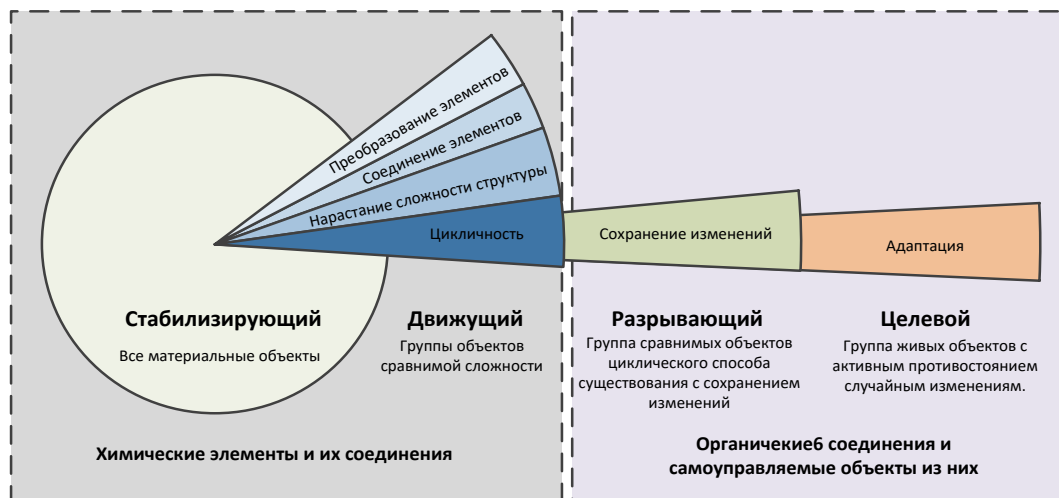 Преобразование элементов
Соединение элементов
Нарастание сложности структуры
Цикличность
Сохранение изменений
Адаптация
Стабилизирующий
Все материальные объекты
Движущий
Группы объектов
сравнимой сложности
Разрывающий
Группа сравнимых объектов
циклического способа
существования с сохранением
изменений
Целевой
Группа живых объектов с
активным противостоянием
случайным изменениям.
Химические элементы и их соединения
Органичекие6 соединения и
самоуправляемые объекты из них